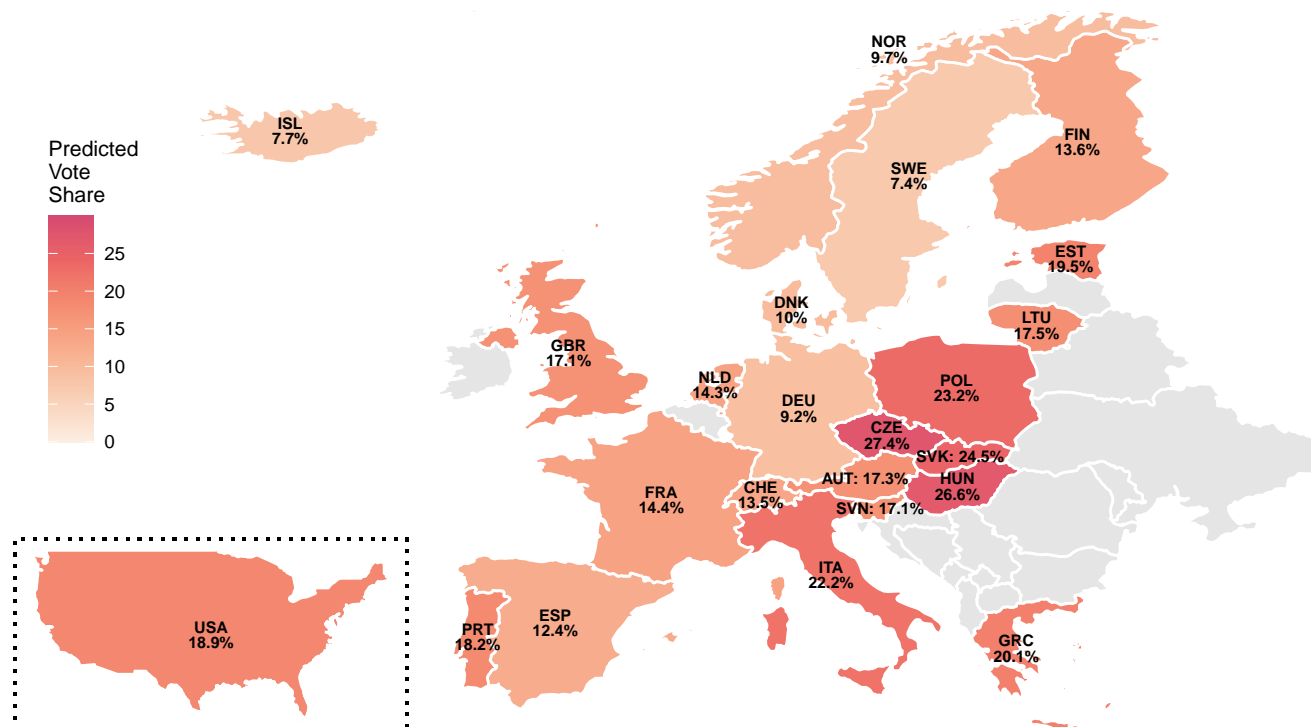 NOR
9.7%
ISL
7.7%
FIN
13.6%
Predicted
Vote
Share
SWE
7.4%
25
20
15
10
5
0
EST
19.5%
DNK
10%
LTU
17.5%
GBR
17.1%
NLD
14.3%
POL
23.2%
DEU
9.2%
CZE
27.4%
SVK: 24.5%
AUT: 17.3%
HUN
26.6%
CHE
13.5%
FRA
14.4%
SVN: 17.1%
ITA
22.2%
ESP
12.4%
PRT
18.2%
USA
18.9%
GRC
20.1%